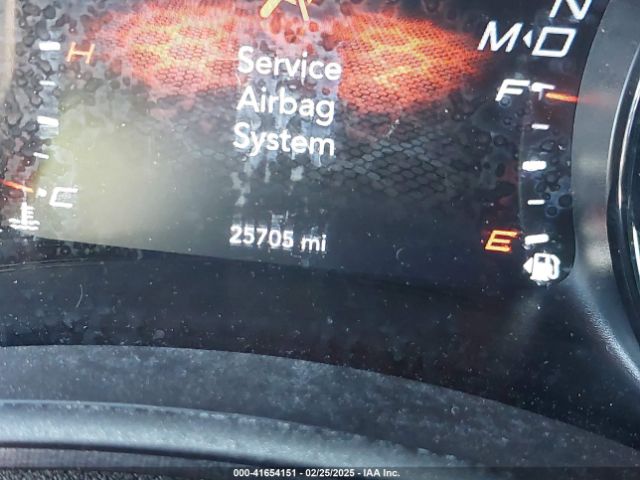 N
M D
H
Service
F
Airbag
System
C
25705 mi
E
000-41654151 - 02/25/2025 - IAA Inc.